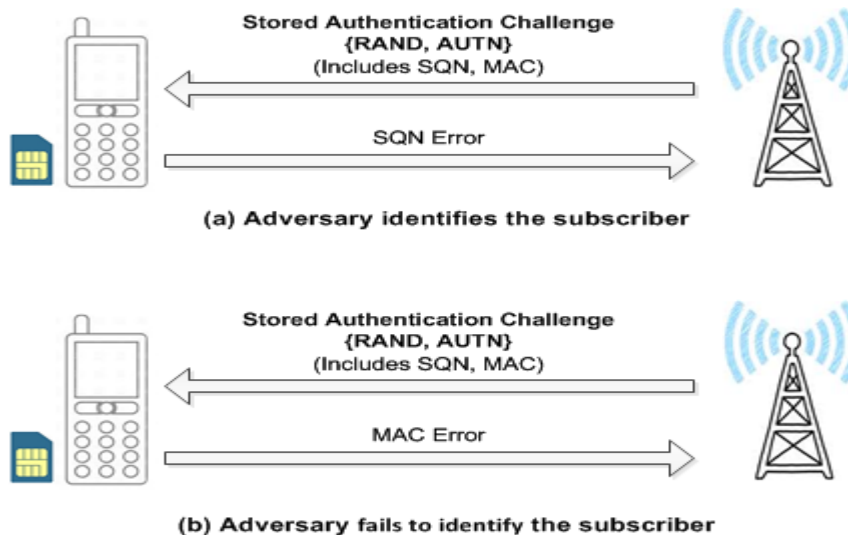 Stored Authentication Challenge
{RAND, AUTN}
(Includes SQN, MAC)
SQN Error
(a) Adversary identifies the subscriber
Stored Authentication Challenge
{RAND, AUTN}
(Includes SQN, MAC)
MAC Error
(b) Adversary fails to identify the subscriber